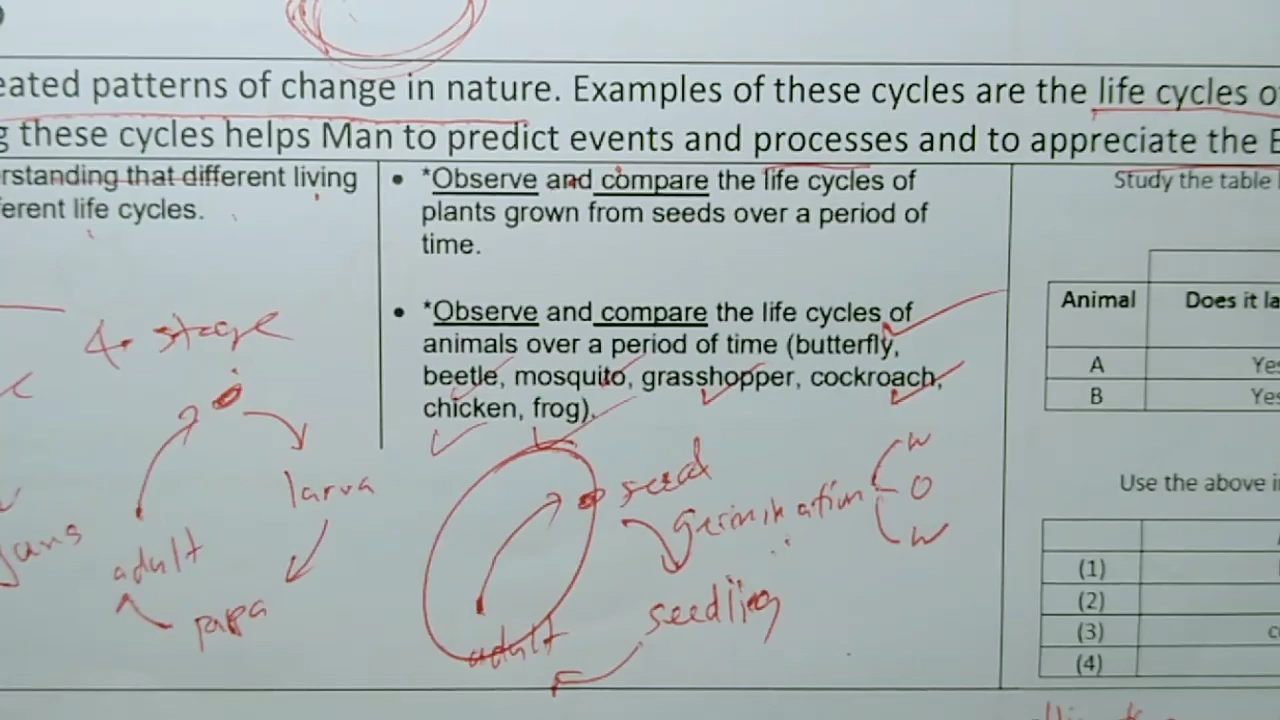 eated patterns of change in nature. Examples of these cycles are the life cycles o
g these cycles helps Man to predict events and processes and to appreciate the E
rstanding that different living
erent life cycles.
*Observe and compare the life cycles of
plants grown from seeds over a period of
time.
*Observe and compare the life cycles of
animals over a period of time (butterfly,
beetle, mosquito, grasshopper, cockroach,
chicken, frog).
4 stage
larva
pupa
adult
seed
germination
W
O
W
seedling
adult
Study the table
Animal Does it la
A Yes
B Yes
Use the above i
(1)
(2)
(3)
(4)